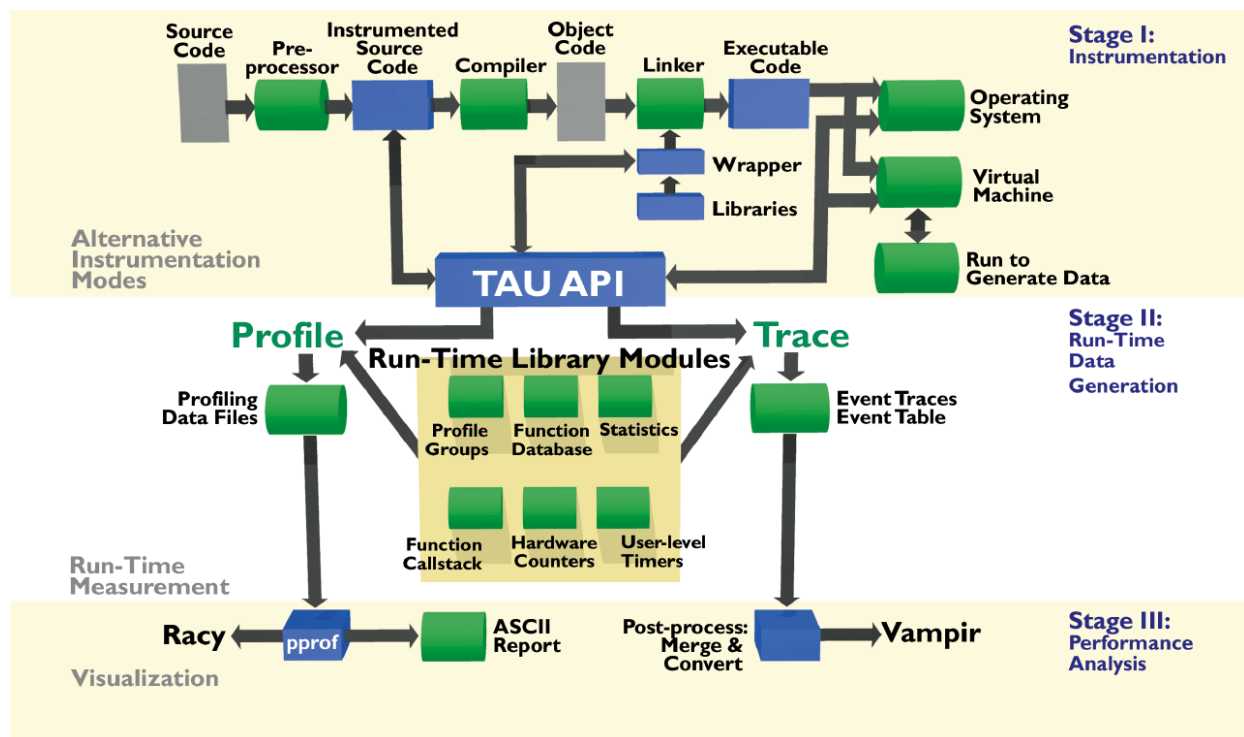 Source
Code
Pre-
processor
Instrumented
Source
Code
Compiler
Object
Code
Linker
Executable
Code
Stage I:
Instrumentation
Operating
System
Wrapper
Virtual
Machine
Libraries
Alternative
Instrumentation
Modes
TAU API
Run to
Generate Data
Profile
Run-Time Library Modules
Trace
Stage II:
Run-Time
Data
Generation
Profiling
Data Files
Profile
Groups
Function
Database
Statistics
Event Traces
Event Table
Function
Callstack
Hardware
Counters
User-level
Timers
Run-Time
Measurement
Racy
pprof
ASCII
Report
Post-process:
Merge &
Convert
Vampir
Stage III:
Performance
Analysis
Visualization